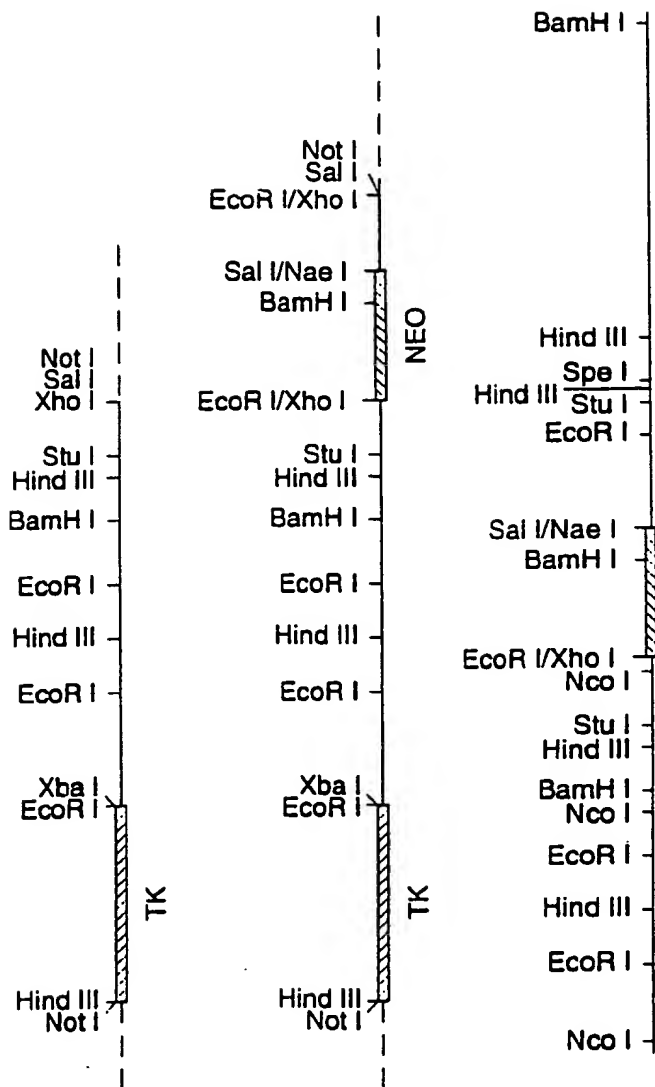 Not I
Sal I
Xho I
Stu I
Hind III
BamH I
EcoR I
Hind III
EcoR I
Xba I
EcoR I
TK
Hind III
Not I
Not I
Sal I
EcoR I/Xho I
Sal I/Nae I
BamH I
NEO
EcoR I/Xho I
Stu I
Hind III
BamH I
EcoR I
Hind III
EcoR I
Xba I
EcoR I
TK
Hind III
Not I
BamH I
Hind III
Spe I
Hind III
Stu I
EcoR I
Sal I/Nae I
BamH I
EcoR I/Xho I
Nco I
Stu I
Hind III
BamH I
Nco I
EcoR I
Hind III
EcoR I
Nco I